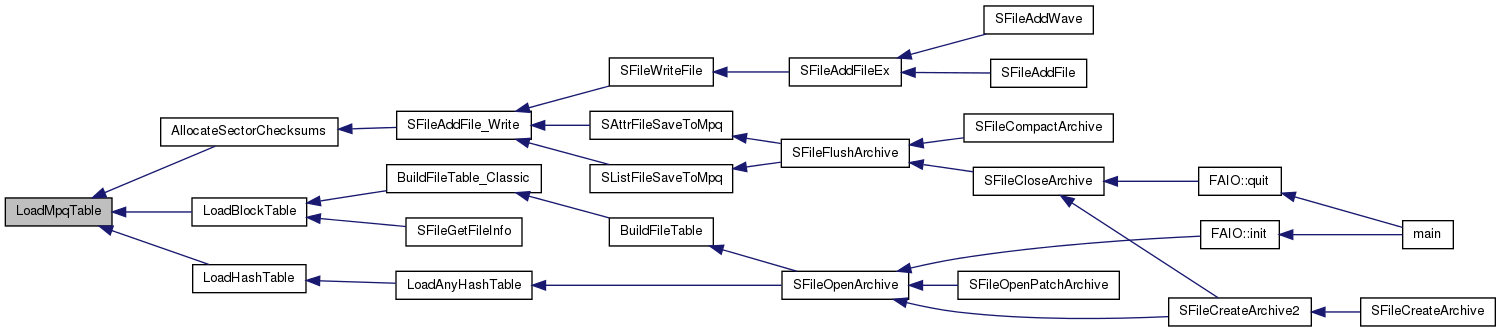 SFileAddWave
SFileWriteFile
SFileAddFileEx
SFileAddFile
AllocateSectorChecksums
SFileAddFile_Write
SAttrFileSaveToMpq
SFileCompactArchive
SFileFlushArchive
BuildFileTable_Classic
SListFileSaveToMpq
SFileCloseArchive
FAIO::quit
LoadMpqTable
LoadBlockTable
SFileGetFileInfo
BuildFileTable
FAIO::init
main
LoadHashTable
LoadAnyHashTable
SFileOpenArchive
SFileOpenPatchArchive
SFileCreateArchive2
SFileCreateArchive